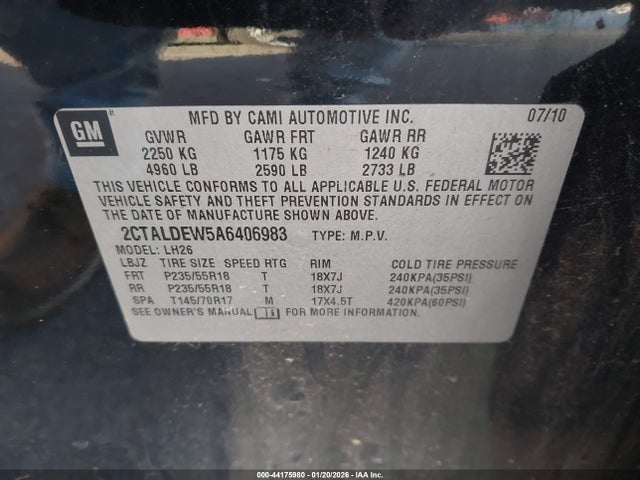 GM
MFD BY CAMI AUTOMOTIVE INC. 07/10
GVWR GAWR FRT GAWR RR
2250 KG 1175 KG 1240 KG
4960 LB 2590 LB 2733 LB
THIS VEHICLE CONFORMS TO ALL APPLICABLE U.S. FEDERAL MOTOR
VEHICLE SAFETY AND THEFT PREVENTION STANDARDS IN EFFECT ON
THE DATE OF MANUFACTURE SHOWN ABOVE.
2CTALDEW5A6406983 TYPE: M.P.V.
MODEL: LH26
LBJZ TIRE SIZE SPEED RTG RIM COLD TIRE PRESSURE
FRT P235/55R18 T 18X7J 240KPA(35PSI)
RR P235/55R18 T 18X7J 240KPA(35PSI)
SPA T145/70R17 M 17X4.5T 420KPA(60PSI)
SEE OWNER'S MANUAL FOR MORE INFORMATION.
000-44175980 - 01/20/2026 - IAAI, Inc. - Copyright